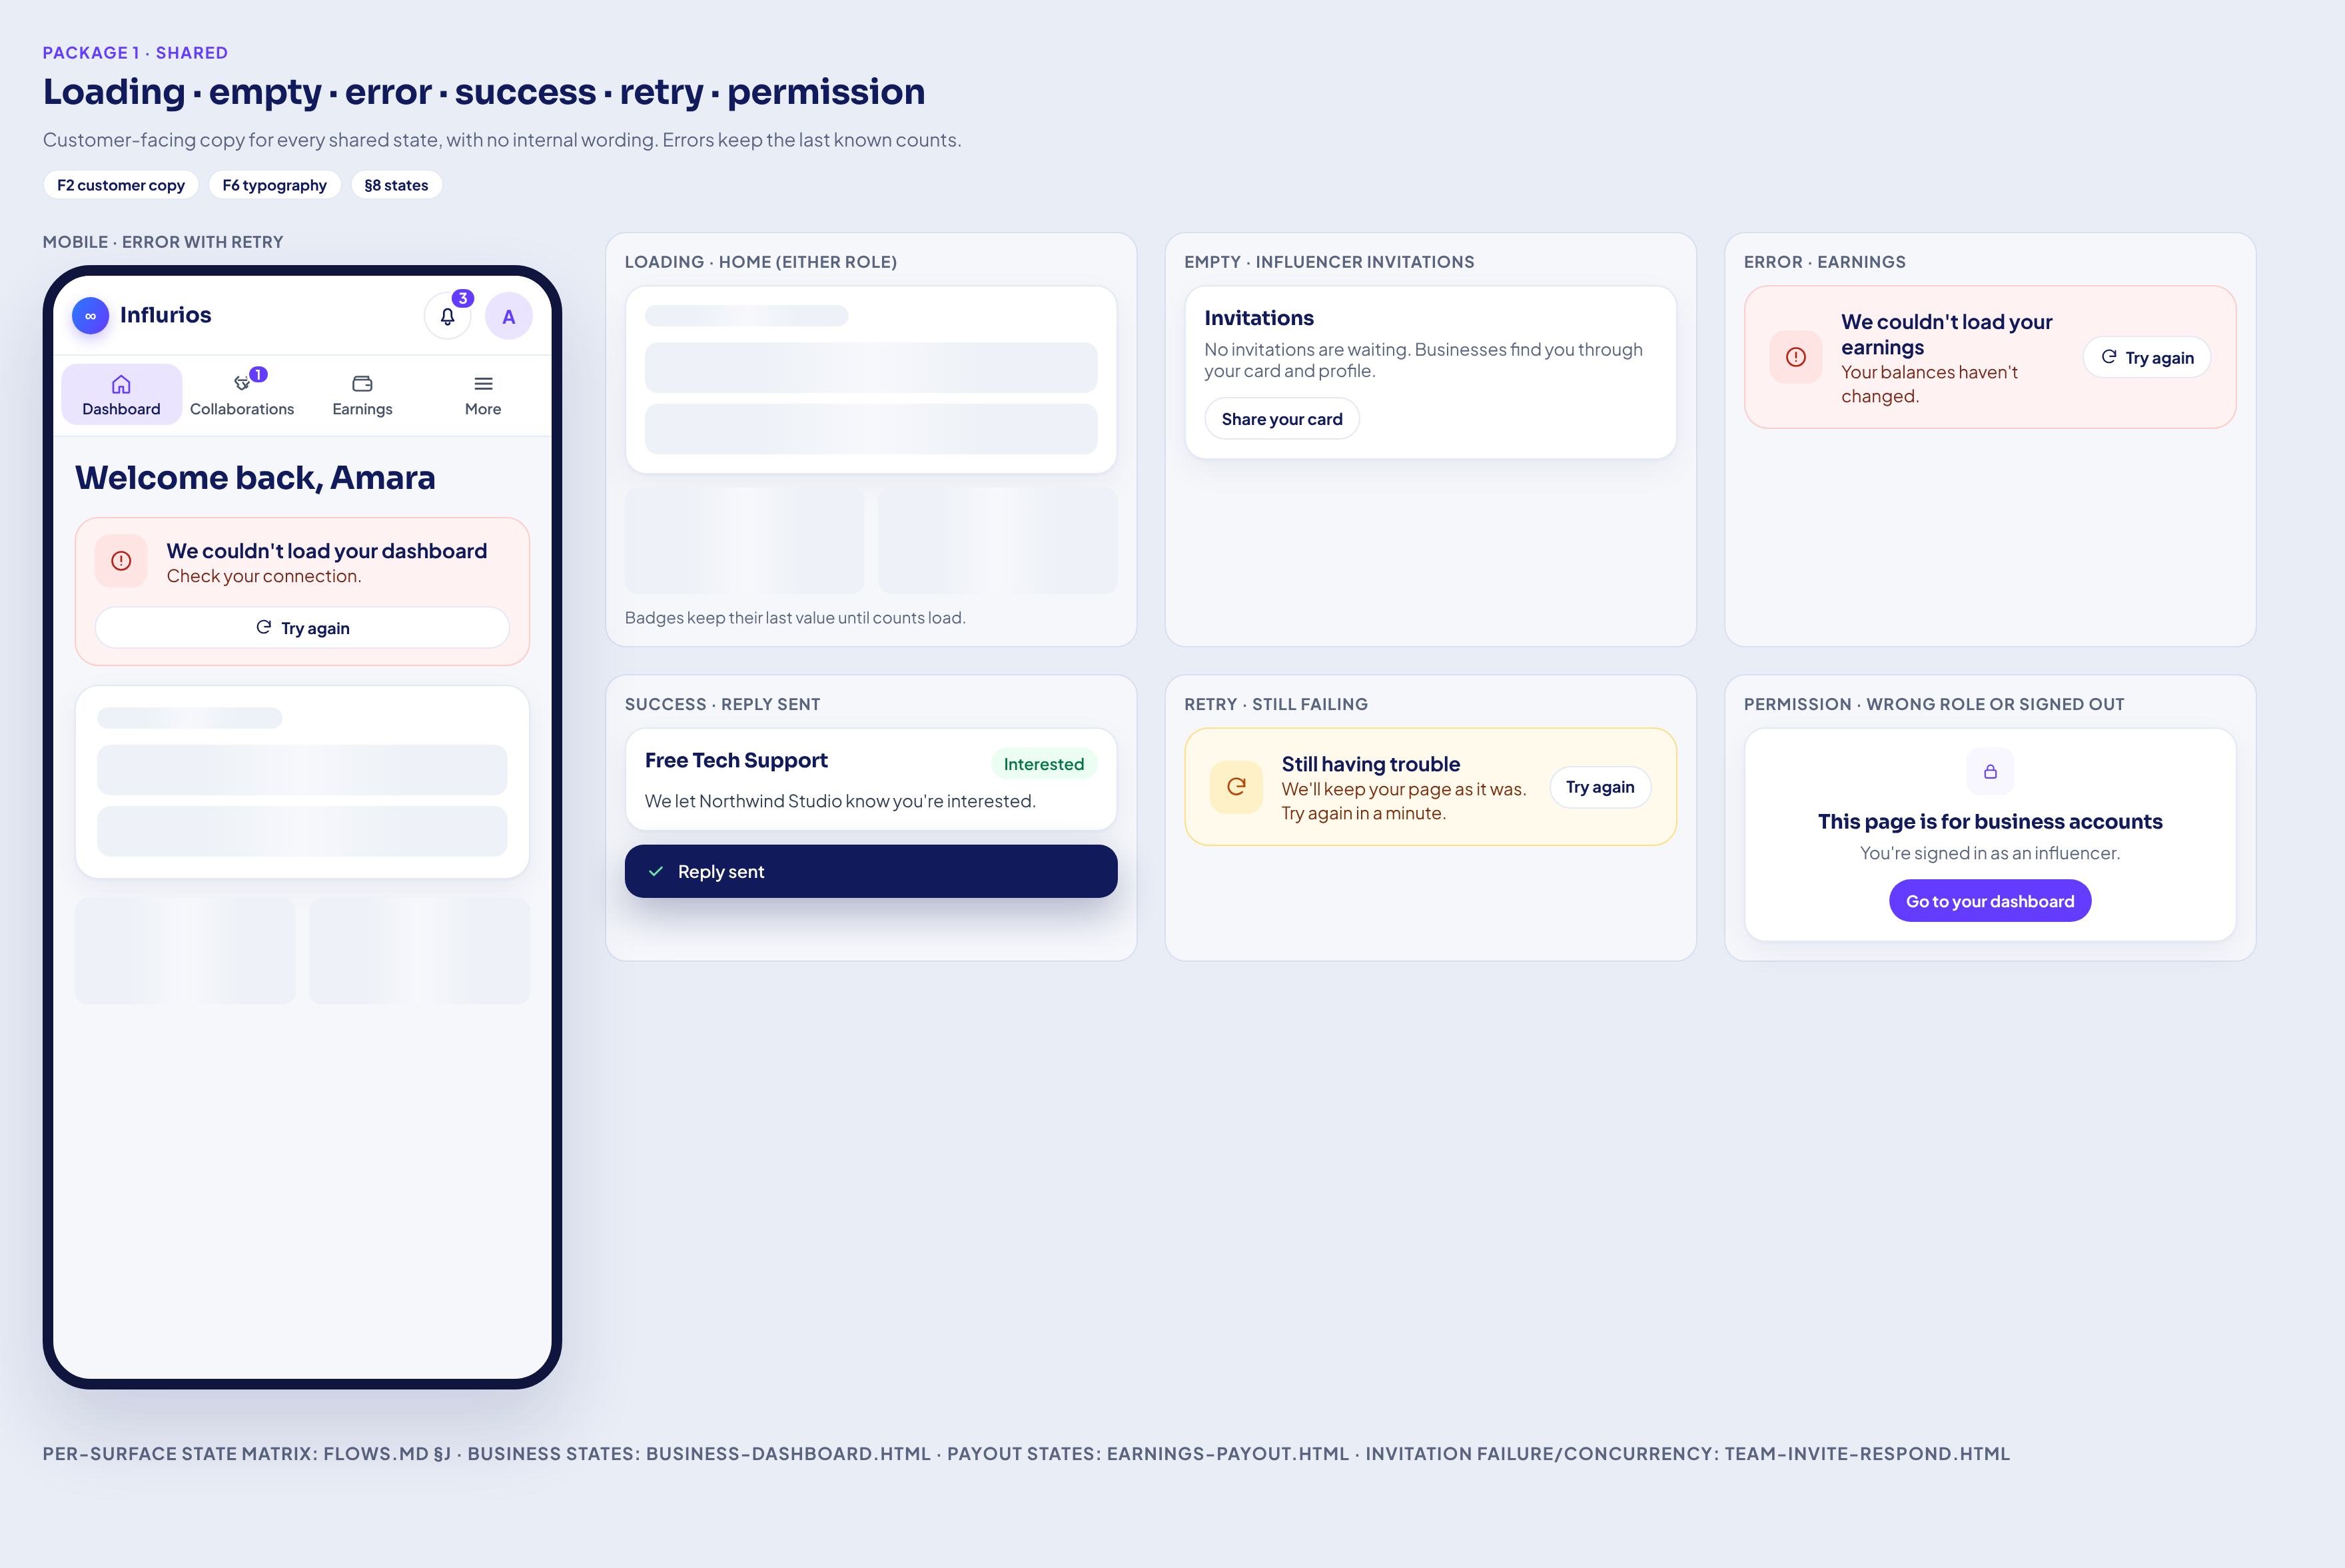 PACKAGE 1 · SHARED
Loading · empty · error · success · retry · permission
Customer-facing copy for every shared state, with no internal wording. Errors keep the last known counts.
F2 customer copy
F6 typography
§8 states
MOBILE · ERROR WITH RETRY
∞
Influrios
3
A
Dashboard
1
Collaborations
Earnings
More
Welcome back, Amara
We couldn't load your dashboard
Check your connection.
Try again
LOADING · HOME (EITHER ROLE)
Badges keep their last value until counts load.
EMPTY · INFLUENCER INVITATIONS
Invitations
No invitations are waiting. Businesses find you through
your card and profile.
Share your card
ERROR · EARNINGS
We couldn't load your
earnings
Your balances haven't
changed.
Try again
SUCCESS · REPLY SENT
Free Tech Support
Interested
We let Northwind Studio know you're interested.
Reply sent
RETRY · STILL FAILING
Still having trouble
We'll keep your page as it was.
Try again in a minute.
Try again
PERMISSION · WRONG ROLE OR SIGNED OUT
This page is for business accounts
You're signed in as an influencer.
Go to your dashboard
PER-SURFACE STATE MATRIX: FLOWS.MD §J · BUSINESS STATES: BUSINESS-DASHBOARD.HTML · PAYOUT STATES: EARNINGS-PAYOUT.HTML · INVITATION FAILURE/CONCURRENCY: TEAM-INVITE-RESPOND.HTML